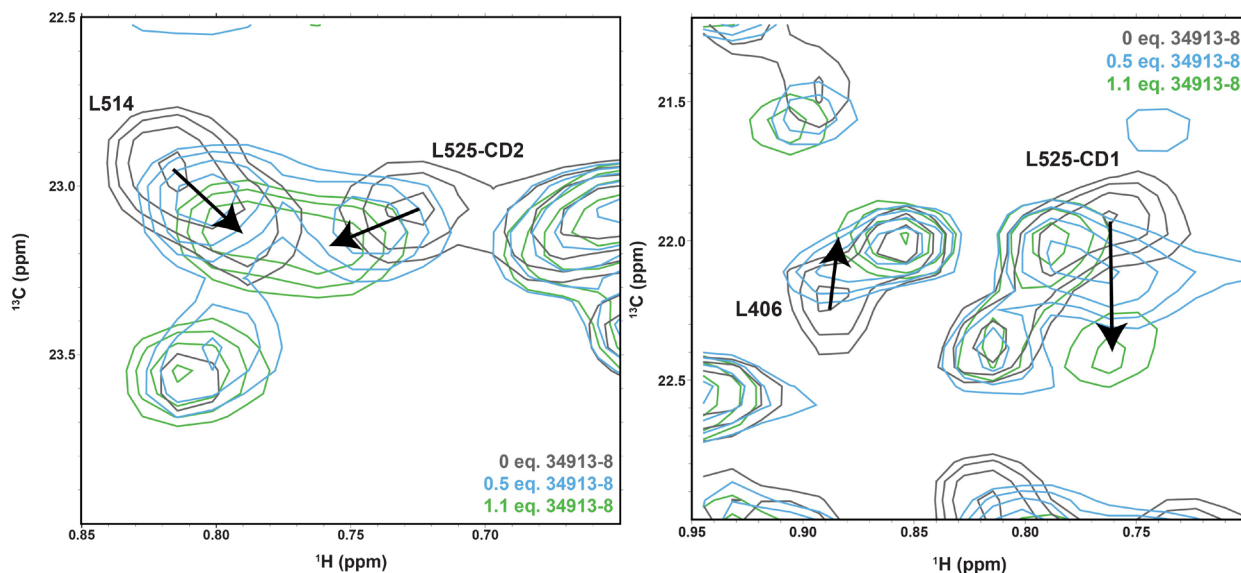 22.5
23.0
23.5
¹³C (ppm)
L514
L525-CD2
0 eq. 34913-8
0.5 eq. 34913-8
1.1 eq. 34913-8
0.85
0.80
0.75
0.70
¹H (ppm)
0 eq. 34913-8
0.5 eq. 34913-8
1.1 eq. 34913-8
21.5
22.0
22.5
¹³C (ppm)
L525-CD1
L406
0.95
0.90
0.85
0.80
0.75
¹H (ppm)